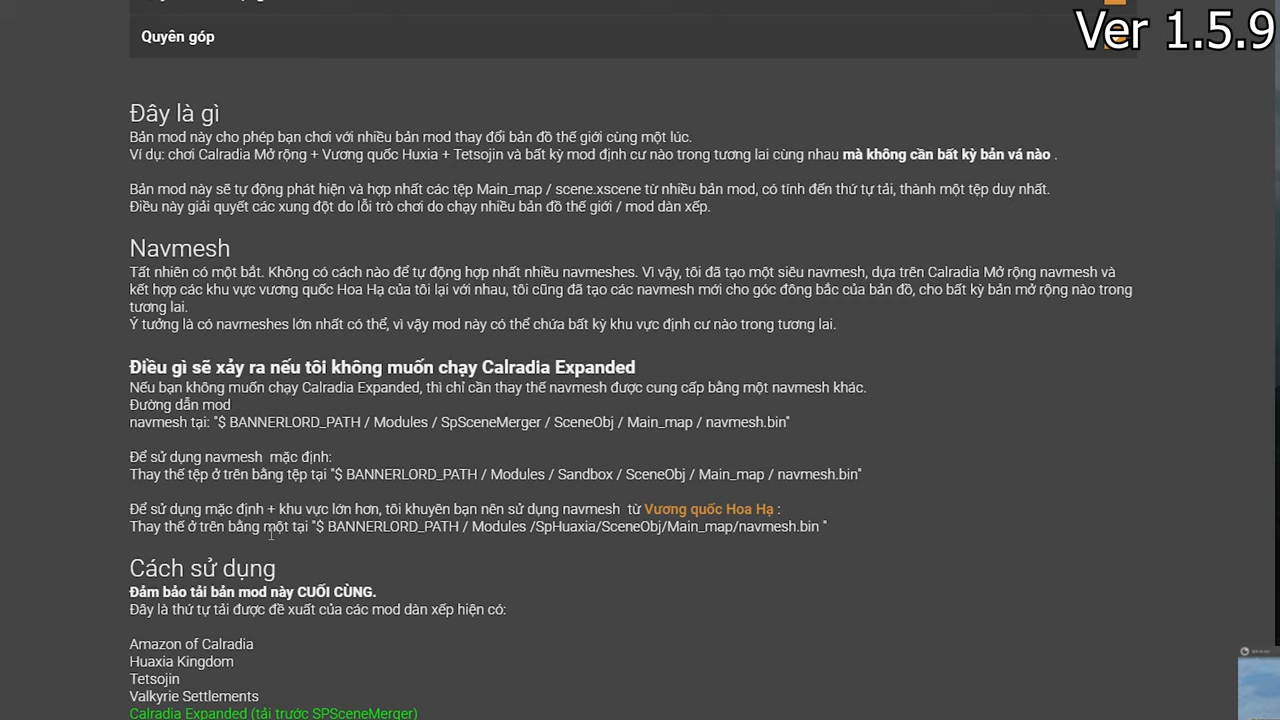 Ver 1.5.9
Quyên góp
Đây là gì
Bản mod này cho phép bạn chơi với nhiều bản mod thay đổi bản đồ thế giới cùng một lúc.
Ví dụ: chơi Calradia Mở rộng + Vương quốc Huxia + Tetsojin và bất kỳ mod định cư nào trong tương lai cùng nhau mà không cần bất kỳ bản vá nào .
Bản mod này sẽ tự động phát hiện và hợp nhất các tệp Main_map / scene.xscene từ nhiều bản mod, có tính đến thứ tự tải, thành một tệp duy nhất.
Điều này giải quyết các xung đột do lỗi trò chơi do chạy nhiều bản đồ thế giới / mod dàn xếp.
Navmesh
Tất nhiên có một bắt. Không có cách nào để tự động hợp nhất nhiều navmeshes. Vì vậy, tôi đã tạo một siêu navmesh, dựa trên Calradia Mở rộng navmesh và
kết hợp các khu vực vương quốc Hoa Hạ của tôi lại với nhau, tôi cũng đã tạo các navmesh mới cho góc đông bắc của bản đồ, cho bất kỳ bản mở rộng nào trong
tương lai.
Ý tưởng là có navmeshes lớn nhất có thể, vì vậy mod này có thể chứa bất kỳ khu vực định cư nào trong tương lai.
Điều gì sẽ xảy ra nếu tôi không muốn chạy Calradia Expanded
Nếu bạn không muốn chạy Calradia Expanded, thì chỉ cần thay thế navmesh được cung cấp bằng một navmesh khác.
Đường dẫn mod
navmesh tại: "$ BANNERLORD_PATH / Modules / SpSceneMerger / SceneObj / Main_map / navmesh.bin"
Để sử dụng navmesh mặc định:
Thay thế tệp ở trên bằng tệp tại "$ BANNERLORD_PATH / Modules / Sandbox / SceneObj / Main_map / navmesh.bin"
Để sử dụng mặc định + khu vực lớn hơn, tôi khuyên bạn nên sử dụng navmesh từ Vương quốc Hoa Hạ :
Thay thế ở trên bằng một tại "$ BANNERLORD_PATH / Modules /SpHuaxia/SceneObj/Main_map/navmesh.bin "
Cách sử dụng
Đảm bảo tải bản mod này CUỐI CÙNG.
Đây là thứ tự tải được đề xuất của các mod dàn xếp hiện có:
Amazon of Calradia
Huaxia Kingdom
Tetsojin
Valkyrie Settlements
Calradia Expanded (tải trước SPSceneMerger)